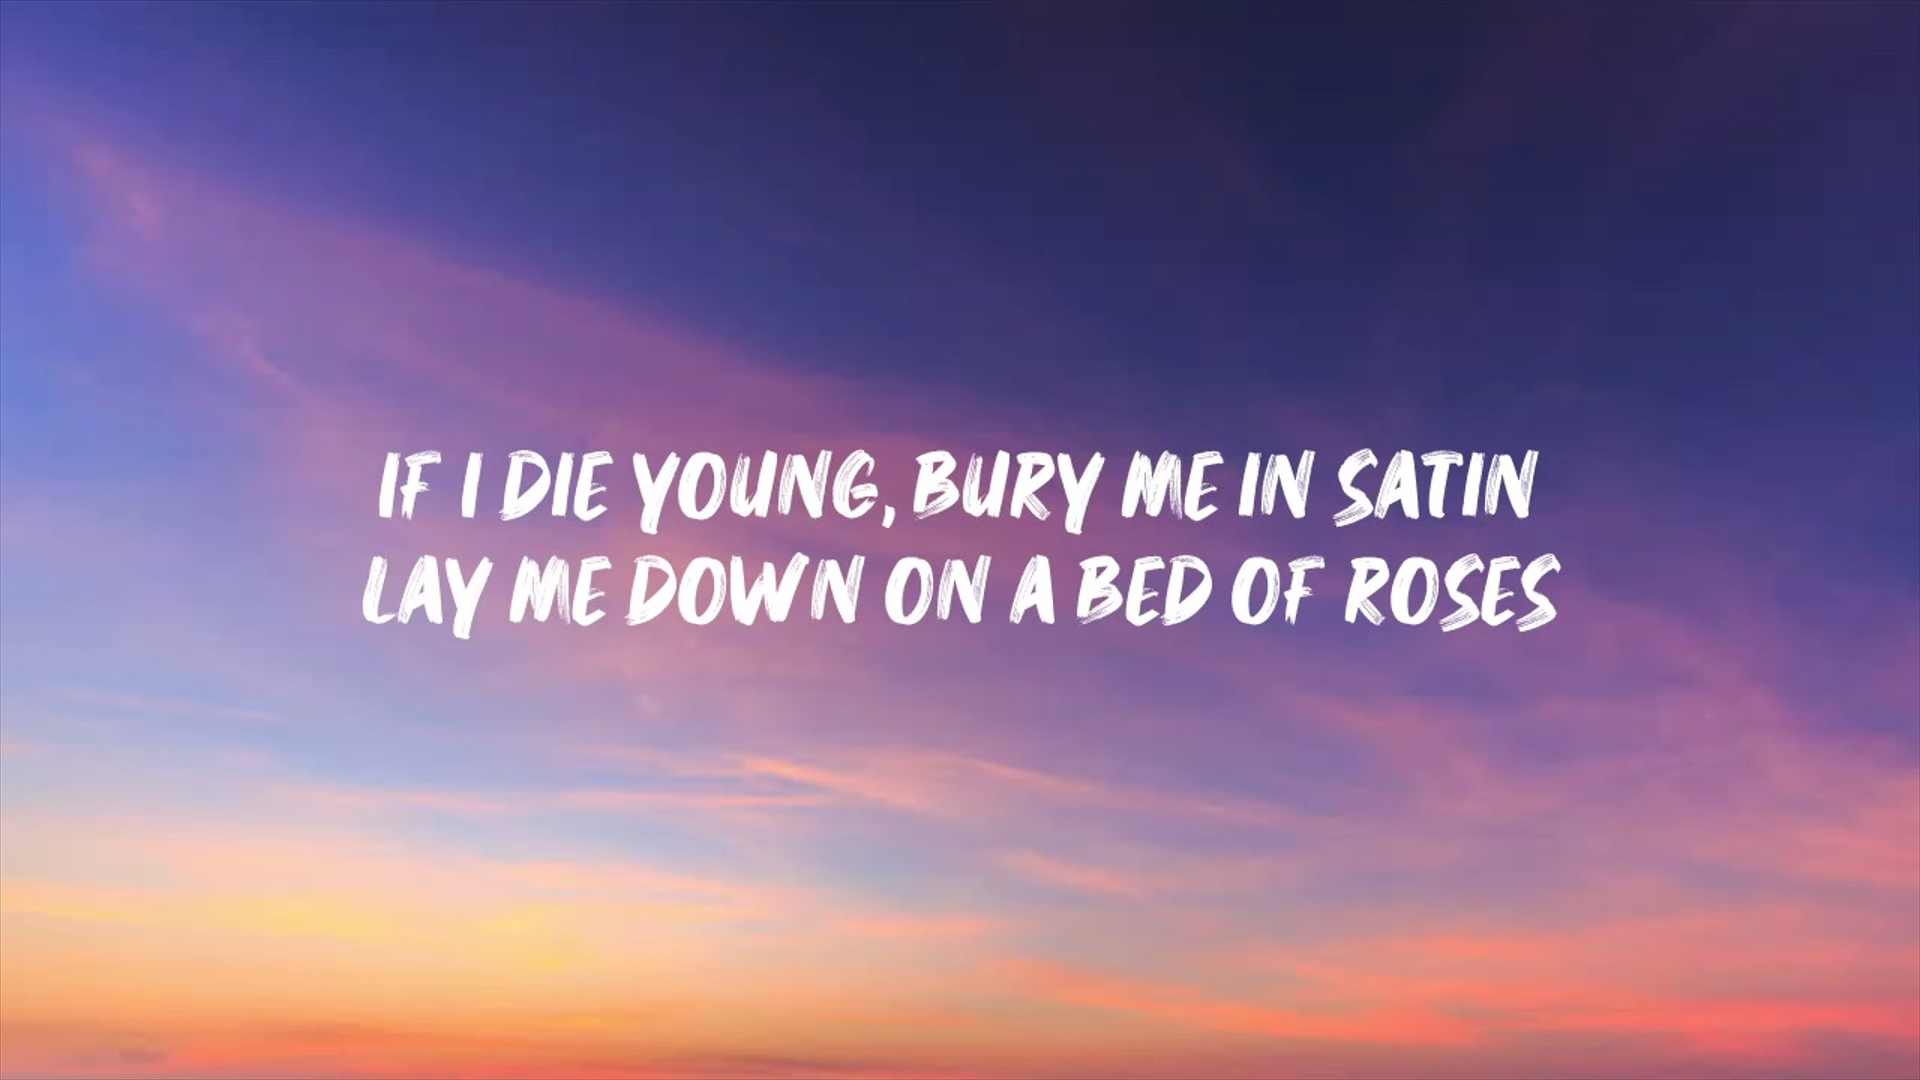 IF I DIE YOUNG, BURY ME IN SATIN
LAY ME DOWN ON A BED OF ROSES